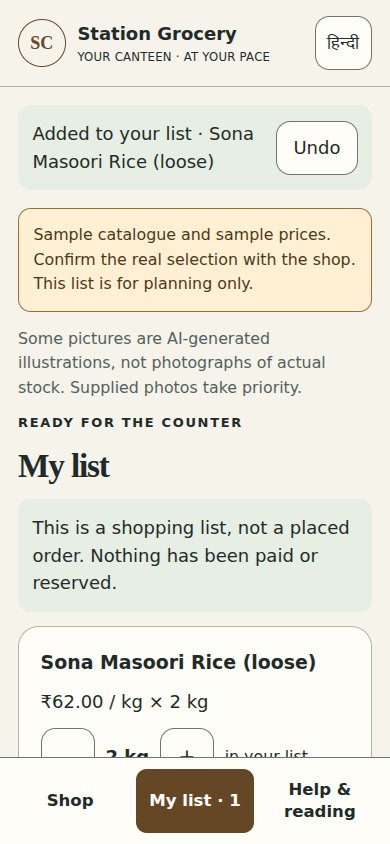 SC
Station Grocery
YOUR CANTEEN · AT YOUR PACE
हिन्दी
Added to your list · Sona
Masoori Rice (loose)
Undo
Sample catalogue and sample prices.
Confirm the real selection with the shop.
This list is for planning only.
Some pictures are AI-generated
illustrations, not photographs of actual
stock. Supplied photos take priority.
READY FOR THE COUNTER
My list
This is a shopping list, not a placed
order. Nothing has been paid or
reserved.
Sona Masoori Rice (loose)
₹62.00 / kg × 2 kg
2 kg + in your list
Shop
My list · 1
Help &
reading